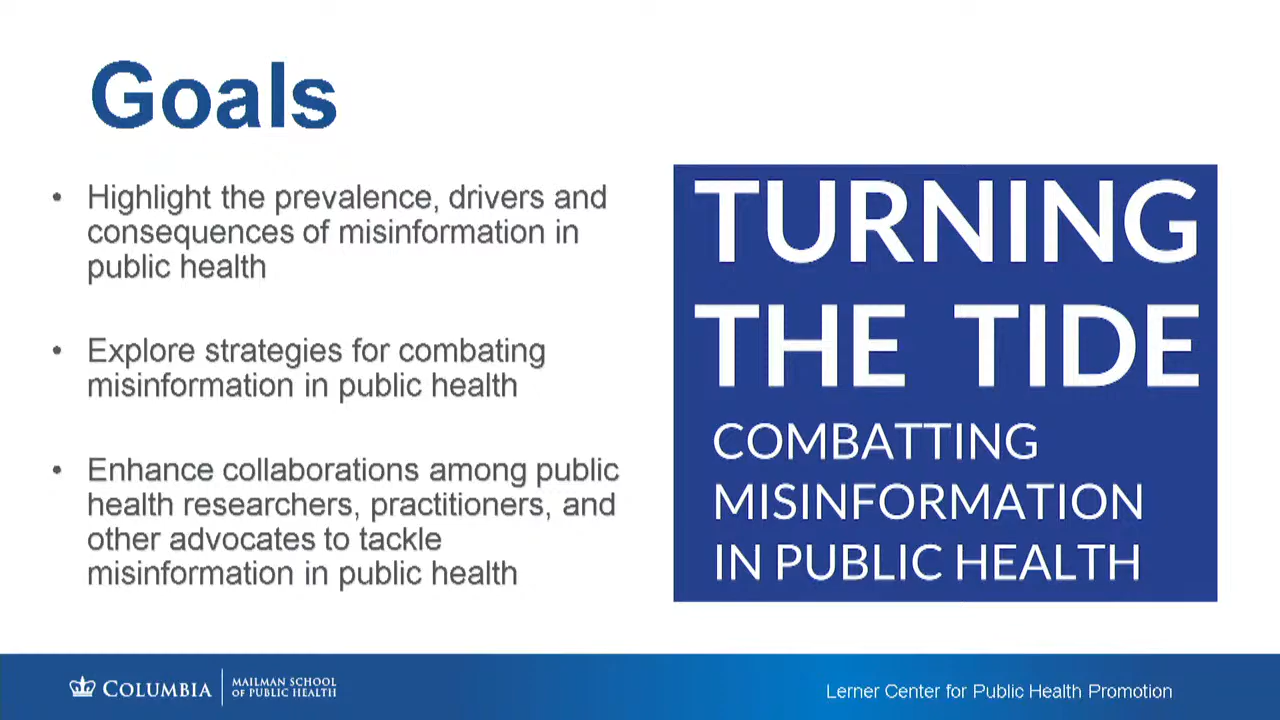 Goals
• Highlight the prevalence, drivers and
consequences of misinformation in
public health
• Explore strategies for combating
misinformation in public health
• Enhance collaborations among public
health researchers, practitioners, and
other advocates to tackle
misinformation in public health
TURNING
THE TIDE
COMBATTING
MISINFORMATION
IN PUBLIC HEALTH
COLUMBIA
MAILMAN SCHOOL
OF PUBLIC HEALTH
Lerner Center for Public Health Promotion